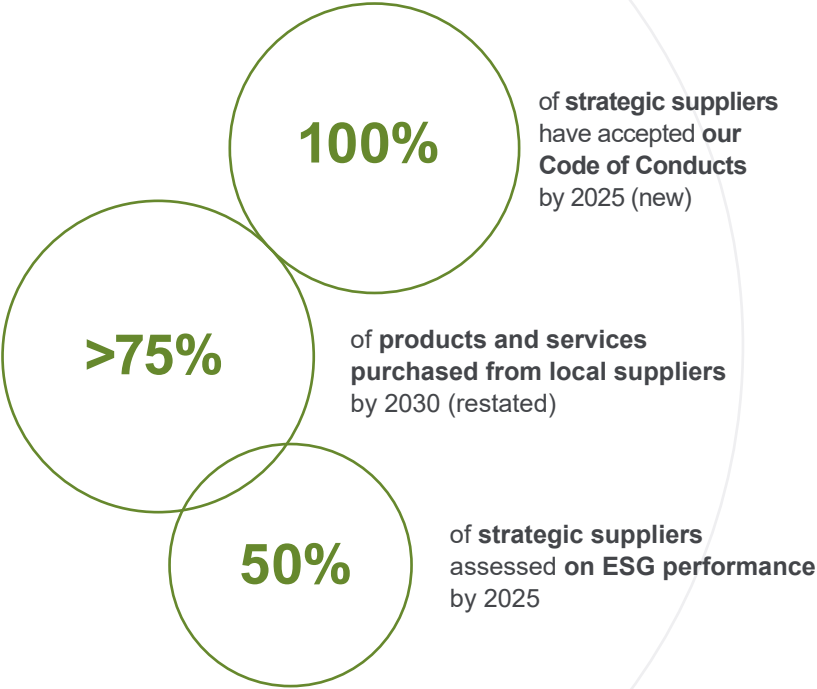 100%
of strategic suppliers
have accepted our
Code of Conducts
by 2025 (new)
>75%
of products and services
purchased from local suppliers
by 2030 (restated)
50%
of strategic suppliers
assessed on ESG performance
by 2025